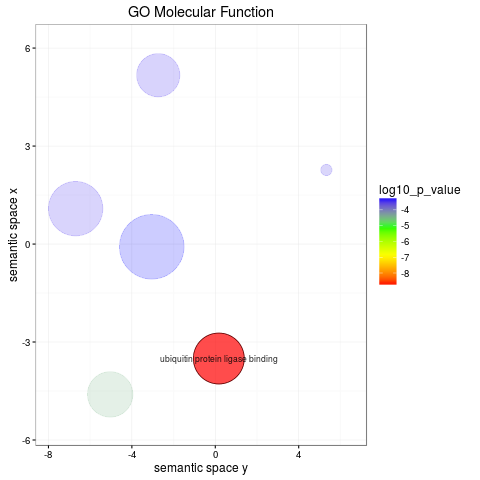 GO Molecular Function
6
3
0
-3
-6
semantic space x
ubiquitin protein ligase binding
-8
-4
0
4
semantic space y
log10_p_value
-4
-5
-6
-7
-8